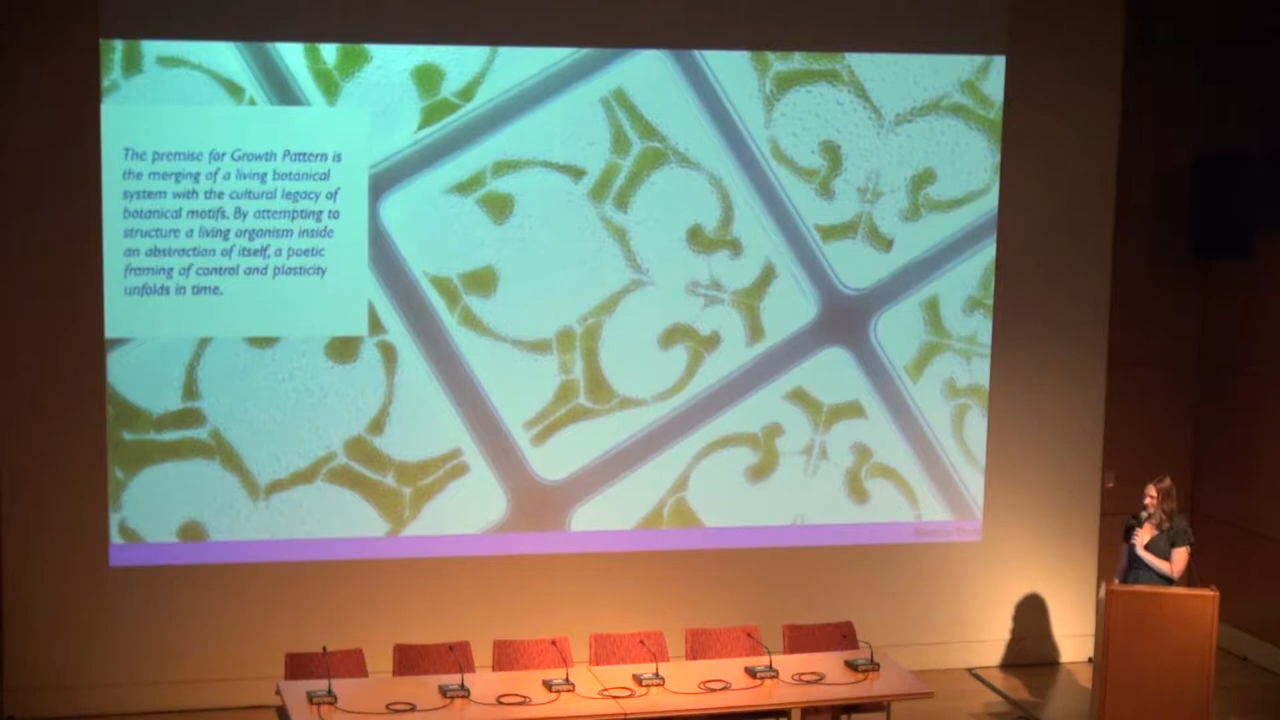 The premise for Growth Pattern is
the merging of a living botanical
system with the cultural legacy of
botanical motifs. By attempting to
structure a living organism inside
an abstraction of itself, a poetic
framing of control and plasticity
unfolds in time.